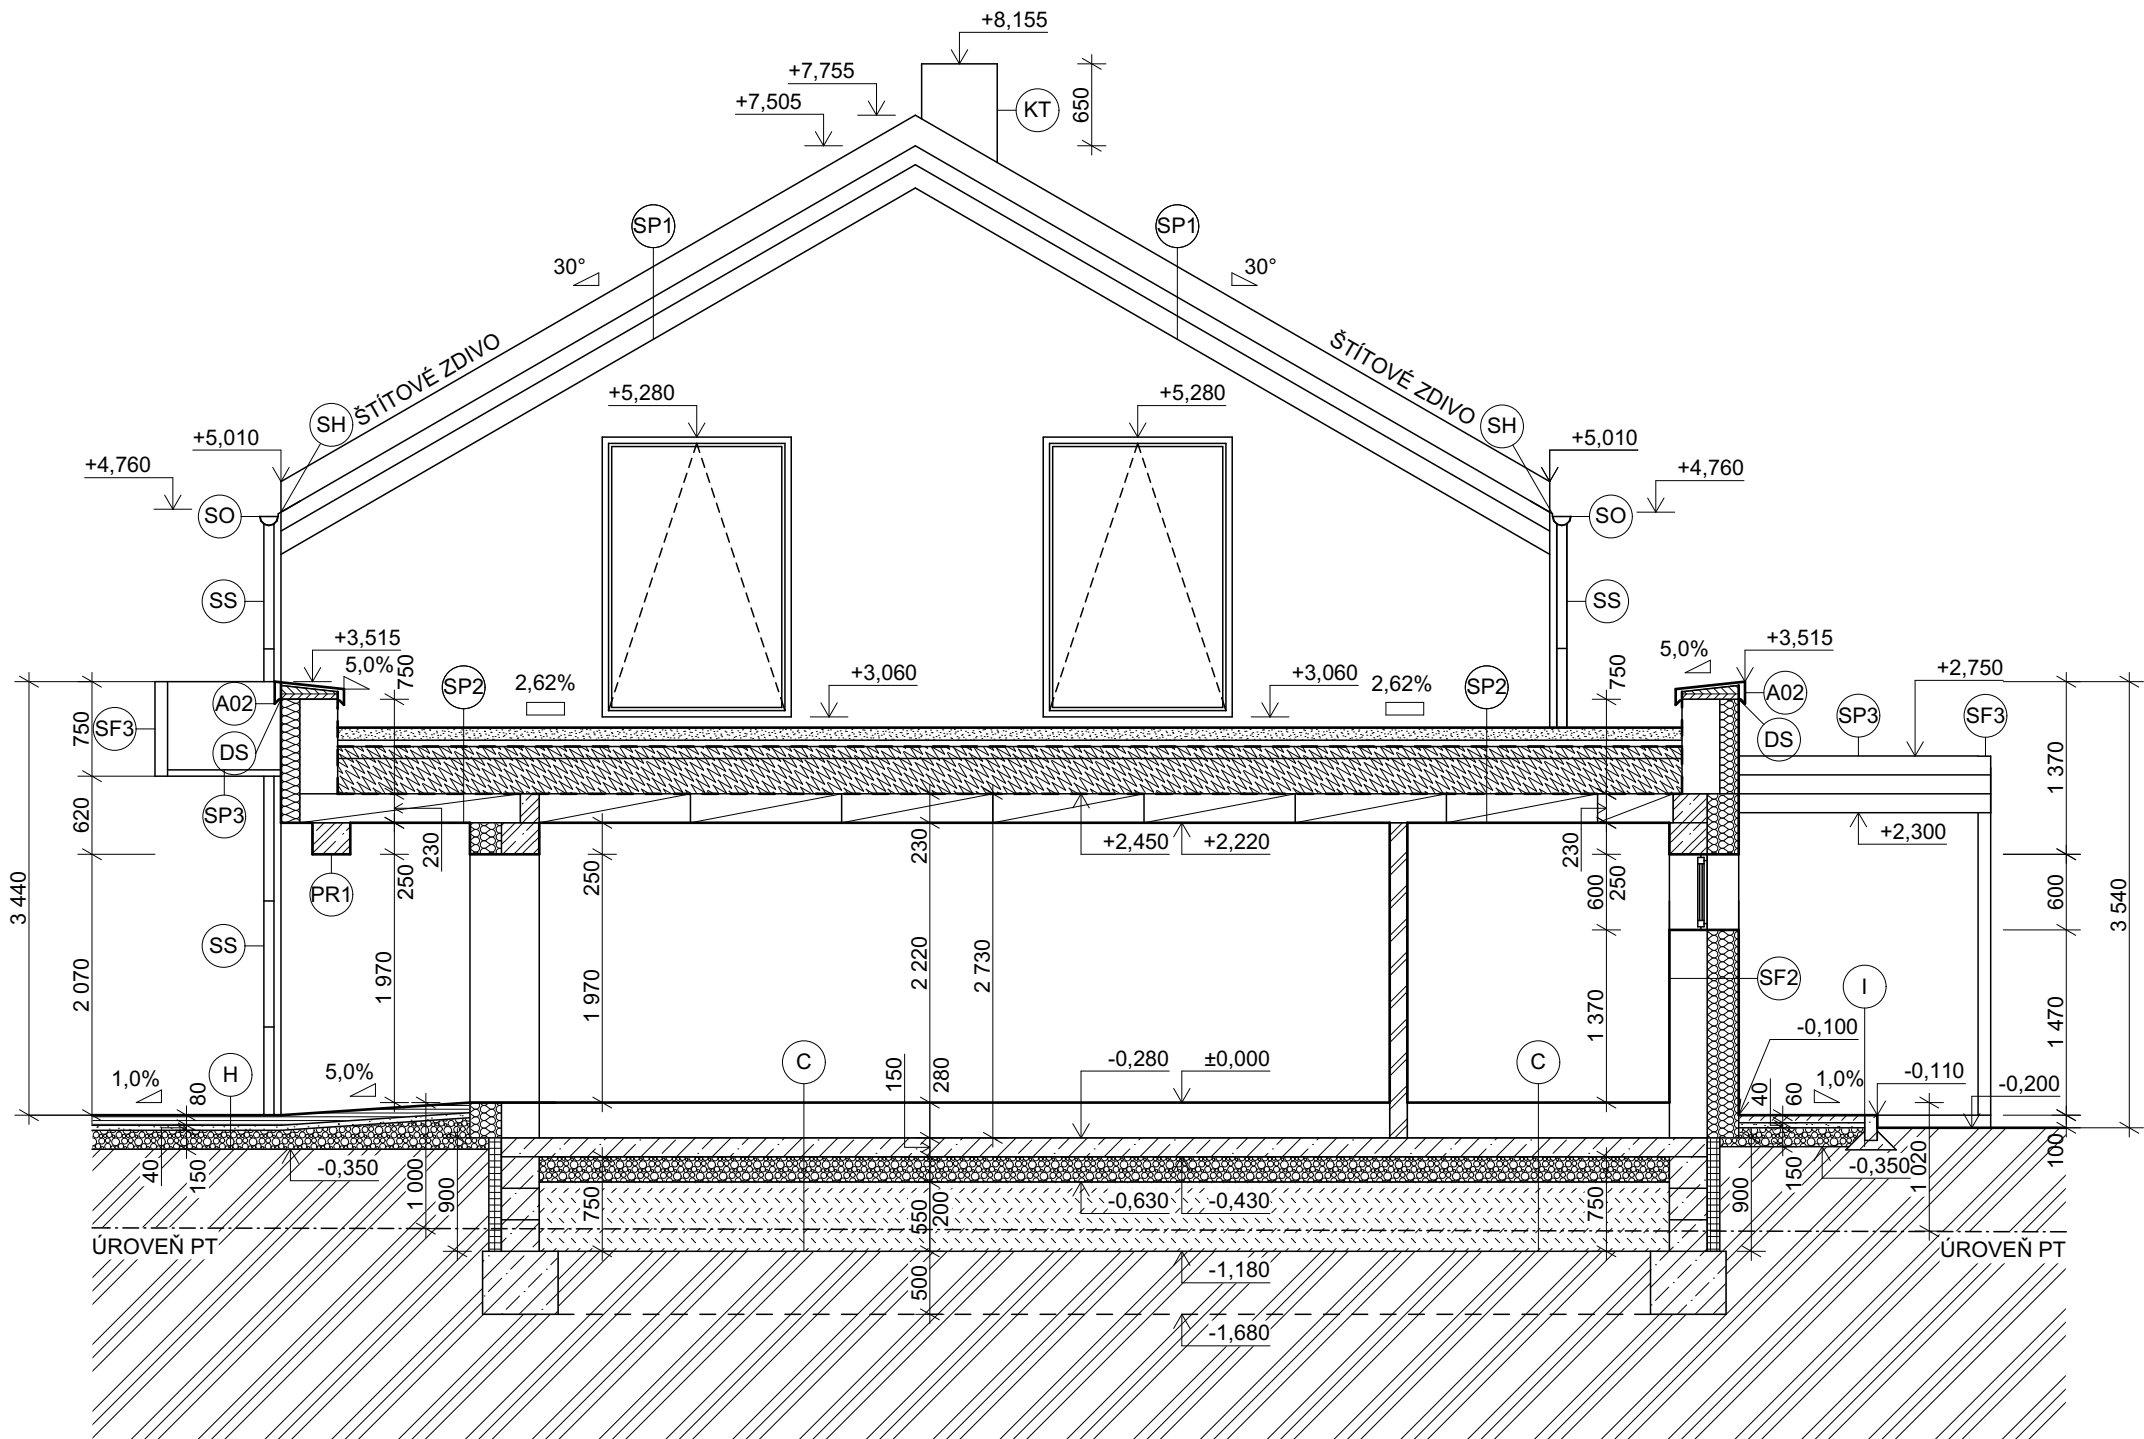 +8,155
+7,755
+7,505
KT
650
SP1
SP1
30°
30°
ŠTÍTOVÉ ZDIVO
ŠTÍTOVÉ ZDIVO
+5,280
+5,280
SH
SH
+5,010
+5,010
+4,760
+4,760
SO
SO
SS
SS
+3,515
5,0%
750
+3,060
+3,060
2,62%
2,62%
SP2
SP2
750
5,0%
+3,515
+2,750
A02
A02
SF3
DS
DS
SP3
SF3
SP3
750
620
2 070
3 440
230
250
1 970
PR1
SS
250
1 970
230
2 220
2 730
+2,450
+2,220
230
250
600
1 370
+2,300
1 370
600
1 470
3 540
SF2
I
-0,100
C
C
-0,280
±0,000
150
280
H
1,0%
80
5,0%
40
60
1,0%
-0,110
-0,200
100
40
150
-0,350
1 000
900
750
550
200
-0,630
-0,430
750
900
150
-0,350
1 020
ÚROVEŇ PT
ÚROVEŇ PT
500
-1,180
-1,680